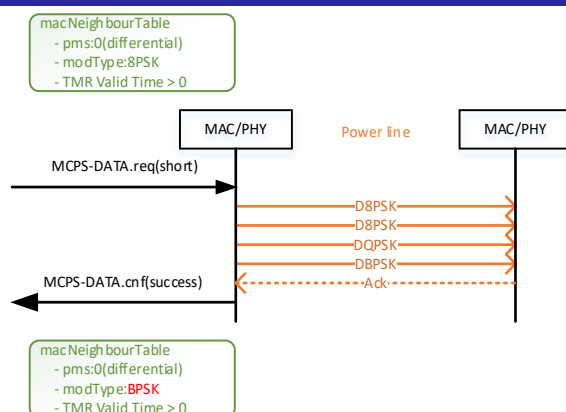 macNeighbourTable
- pms:0(differential)
- modType:8PSK
- TMR Valid Time > 0
MAC/PHY
Power line
MAC/PHY
MCPS-DATA.req(short)
D8PSK
D8PSK
DQPSK
DBPSK
MCPS-DATA.cnf(success)
Ack
macNeighbourTable
- pms:0(differential)
- modType:BPSK
- TMR Valid Time > 0